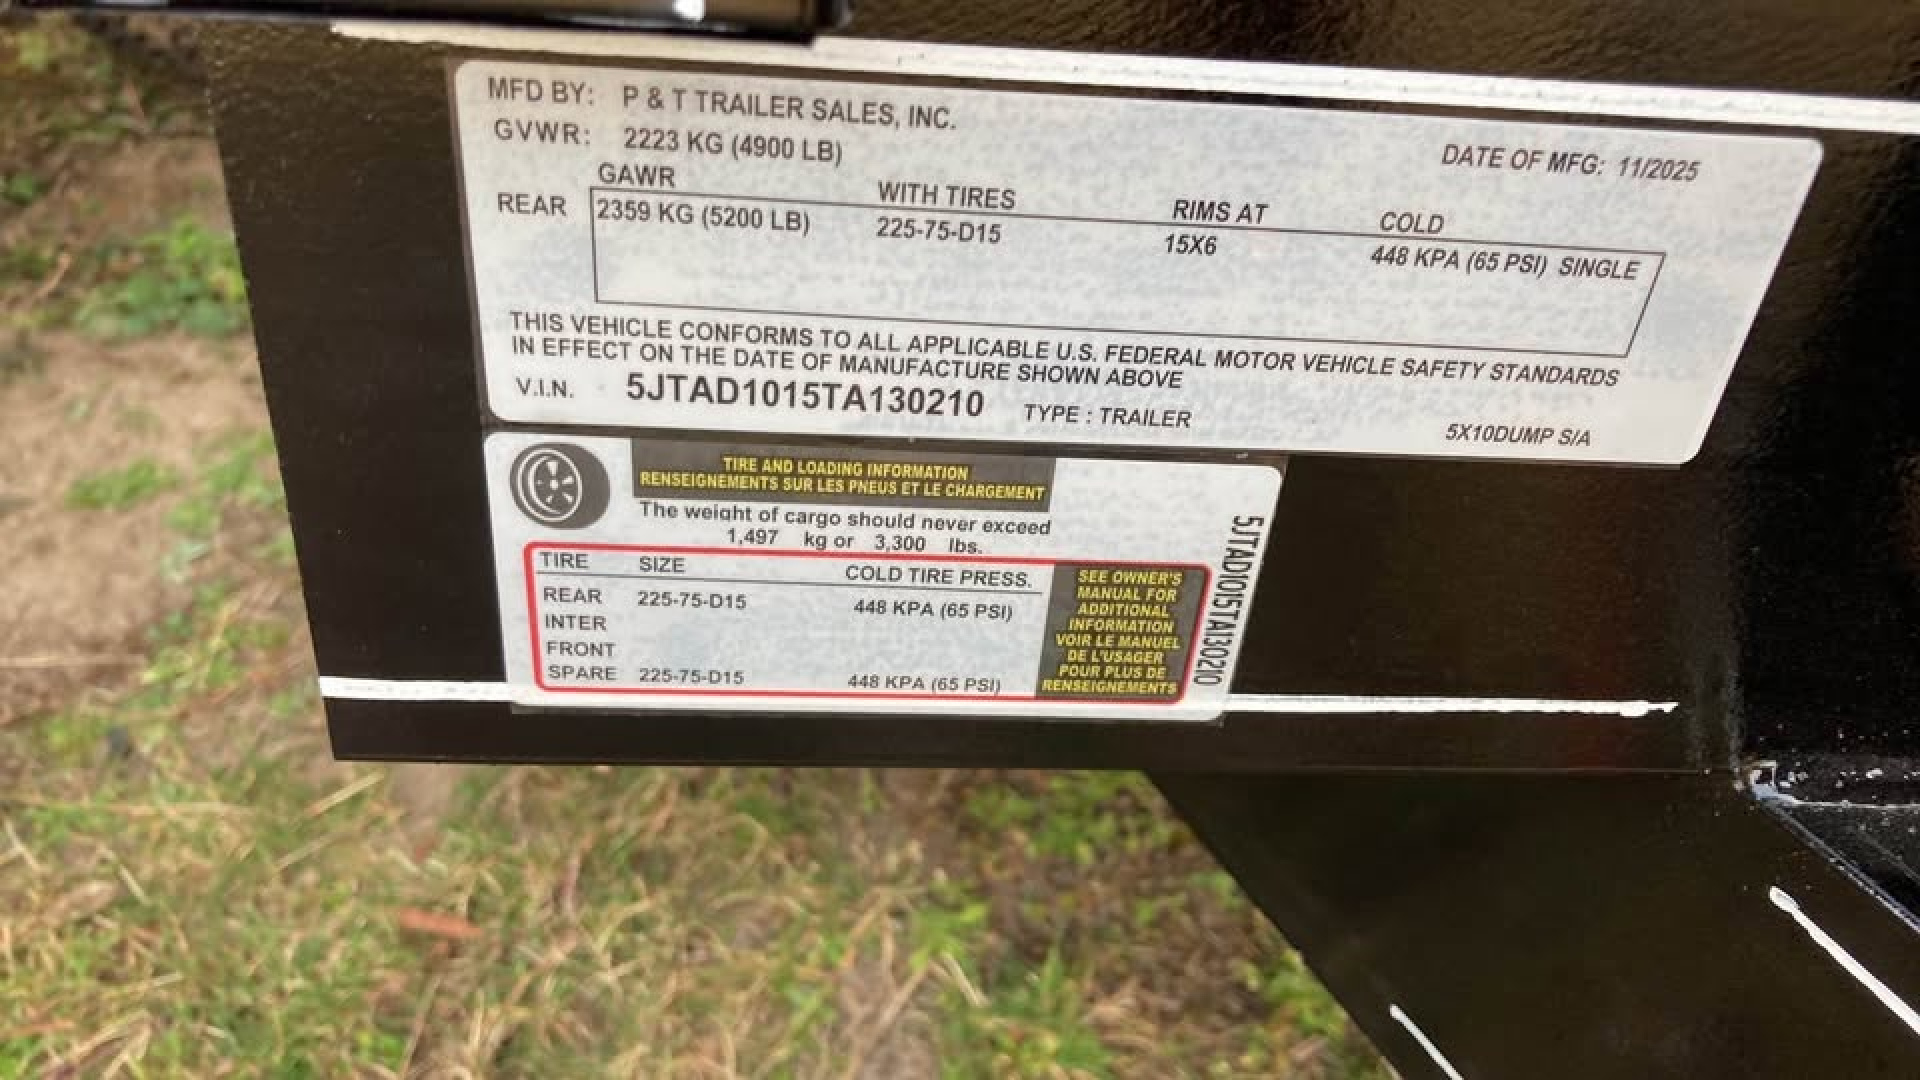 MFD BY: P & T TRAILER SALES, INC.
GVWR: 2223 KG (4900 LB)
DATE OF MFG: 11/2025
GAWR WITH TIRES RIMS AT COLD
REAR 2359 KG (5200 LB) 225-75-D15 15X6 448 KPA (65 PSI) SINGLE
THIS VEHICLE CONFORMS TO ALL APPLICABLE U.S. FEDERAL MOTOR VEHICLE SAFETY STANDARDS
IN EFFECT ON THE DATE OF MANUFACTURE SHOWN ABOVE
V.I.N. 5JTAD1015TA130210 TYPE : TRAILER 5X10DUMP S/A
TIRE AND LOADING INFORMATION
RENSEIGNEMENTS SUR LES PNEUS ET LE CHARGEMENT
The weight of cargo should never exceed
1,497 kg or 3,300 lbs.
TIRE SIZE COLD TIRE PRESS.
REAR 225-75-D15 448 KPA (65 PSI)
INTER
FRONT
SPARE 225-75-D15 448 KPA (65 PSI)
SEE OWNER'S
MANUAL FOR
ADDITIONAL
INFORMATION
VOIR LE MANUEL
DE L'USAGER
POUR PLUS DE
RENSEIGNEMENTS
5JTAD1015TA130210